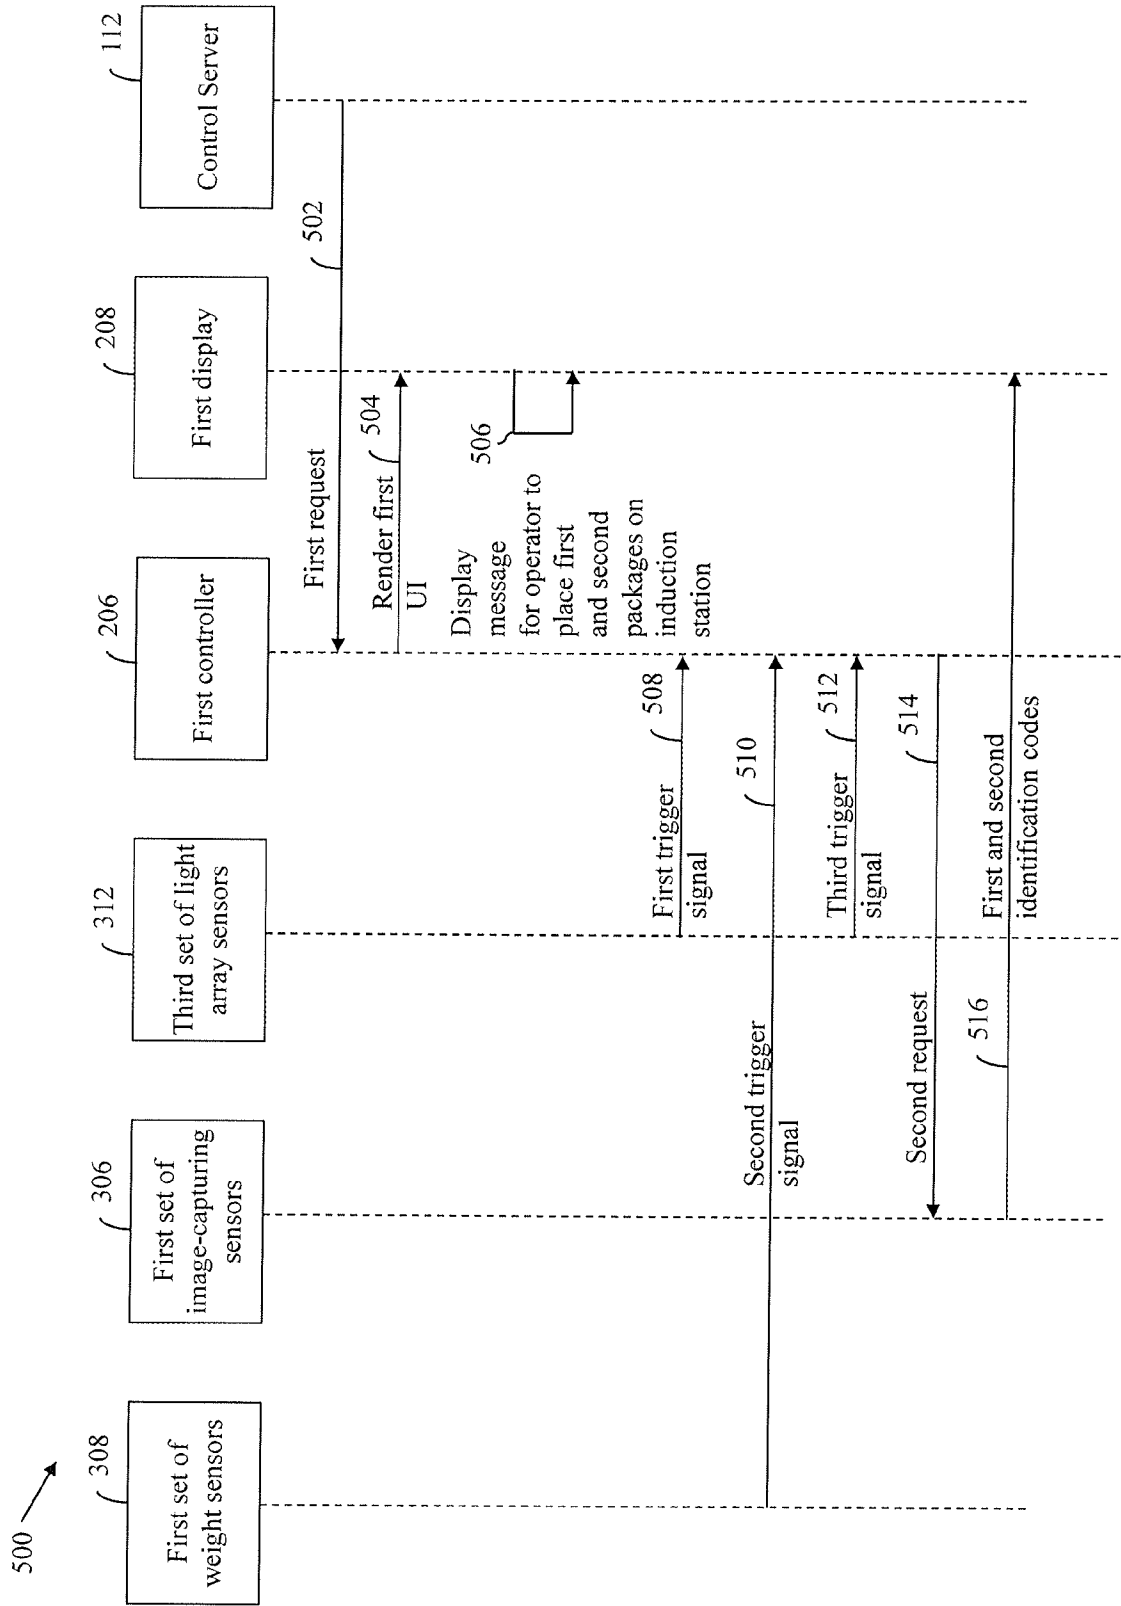 500
308
First set of
weight sensors
306
First set of
image-capturing
sensors
312
Third set of light
array sensors
206
First controller
208
First display
112
Control Server
First request
502
Render first
UI
504
Display
message
for operator to
place first
and second
packages on
induction
station
506
First trigger
signal
508
Second trigger
signal
510
Third trigger
signal
512
Second request
514
First and second
identification codes
516